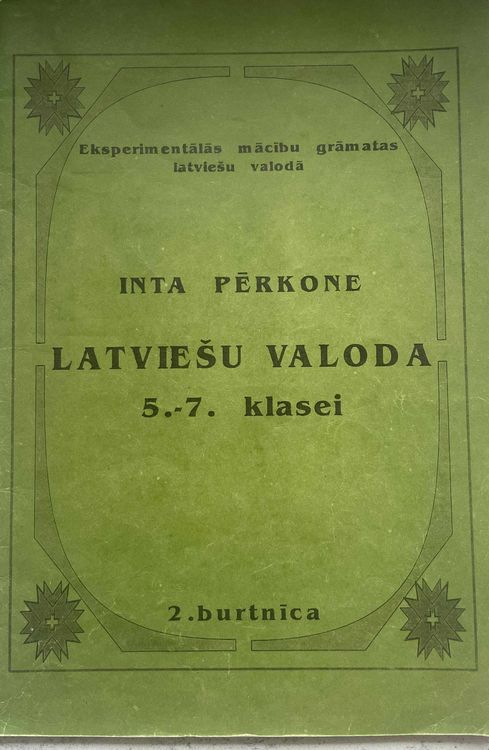 Eksperimentālās mācību grāmatas
latviešu valodā
INTA PĒRKONE
LATVIEŠU VALODA
5.-7. klasei
2.burtnīca